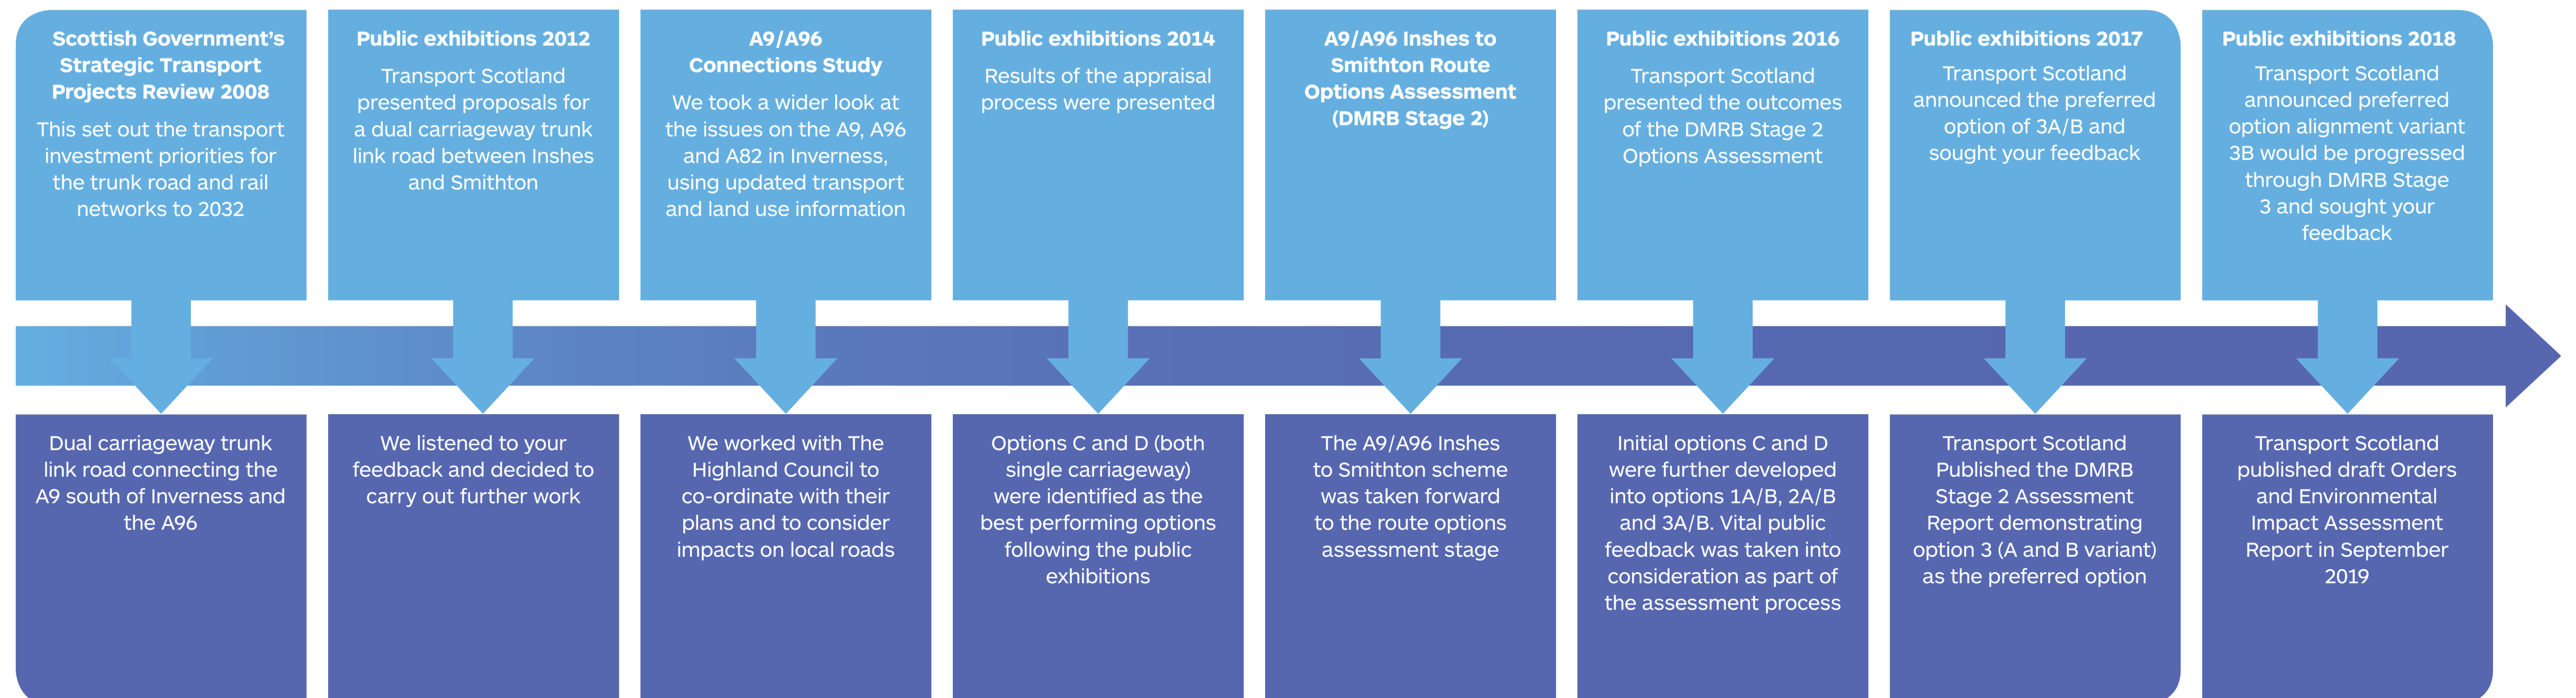 Scottish Government's
Strategic Transport
Projects Review 2008
This set out the transport
investment priorities for
the trunk road and rail
networks to 2032
Public exhibitions 2012
Transport Scotland
presented proposals for
a dual carriageway trunk
link road between Inshes
and Smithton
A9/A96
Connections Study
We took a wider look at
the issues on the A9, A96
and A82 in Inverness,
using updated transport
and land use information
Public exhibitions 2014
Results of the appraisal
process were presented
A9/A96 Inshes to
Smithton Route
Options Assessment
(DMRB Stage 2)
Public exhibitions 2016
Transport Scotland
presented the outcomes
of the DMRB Stage 2
Options Assessment
Public exhibitions 2017
Transport Scotland
announced the preferred
option of 3A/B and
sought your feedback
Public exhibitions 2018
Transport Scotland
announced preferred
option alignment variant
3B would be progressed
through DMRB Stage
3 and sought your
feedback
Dual carriageway trunk
link road connecting the
A9 south of Inverness and
the A96
We listened to your
feedback and decided to
carry out further work
We worked with The
Highland Council to
co-ordinate with their
plans and to consider
impacts on local roads
Options C and D (both
single carriageway)
were identified as the
best performing options
following the public
exhibitions
The A9/A96 Inshes
to Smithton scheme
was taken forward
to the route options
assessment stage
Initial options C and D
were further developed
into options 1A/B, 2A/B
and 3A/B. Vital public
feedback was taken into
consideration as part of
the assessment process
Transport Scotland
Published the DMRB
Stage 2 Assessment
Report demonstrating
option 3 (A and B variant)
as the preferred option
Transport Scotland
published draft Orders
and Environmental
Impact Assessment
Report in September
2019